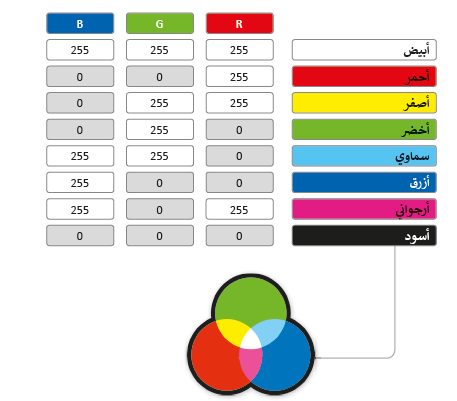 R G B
أبيض 255 255 255
أحمر 255 0 0
أصفر 255 255 0
أخضر 0 255 0
سماوي 0 255 255
أزرق 0 0 255
أرجواني 255 0 255
أسود 0 0 0